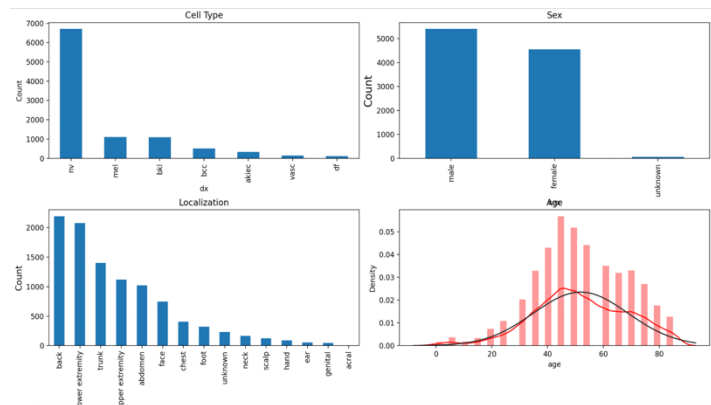 Cell Type
7000
6000
5000
4000
3000
2000
1000
0
Count
nv
mel
bkl
bcc
akiec
vasc
df
dx
Sex
5000
4000
3000
2000
1000
0
Count
male
female
unknown
Localization
2000
1500
1000
500
0
Count
back
ower extremity
trunk
pper extremity
abdomen
face
chest
foot
unknown
neck
scalp
hand
ear
genital
acral
Age
0.05
0.04
0.03
0.02
0.01
0.00
Density
0
20
40
60
80
age